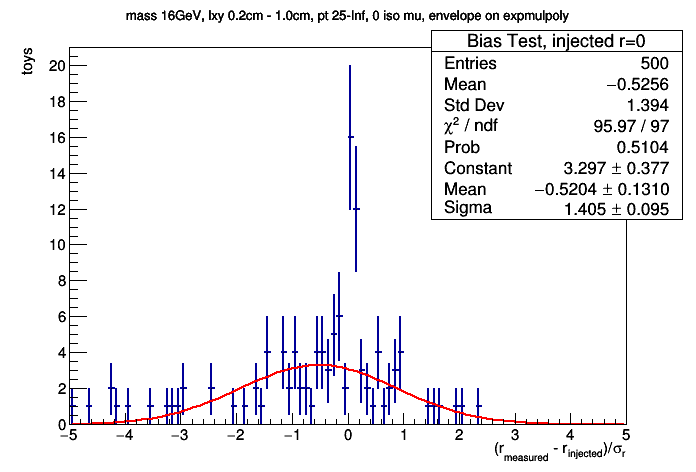 mass 16GeV, lxy 0.2cm - 1.0cm, pt 25-Inf, 0 iso mu, envelope on expmulpoly
Bias Test, injected r=0
Entries 500
Mean −0.5256
Std Dev 1.394
χ² / ndf 95.97 / 97
Prob 0.5104
Constant 3.297 ± 0.377
Mean −0.5204 ± 0.1310
Sigma 1.405 ± 0.095
toys
20
18
16
14
12
10
8
6
4
2
0
−5 −4 −3 −2 −1 0 1 2 3 4 5
(r_measured - r_injected)/σ_r